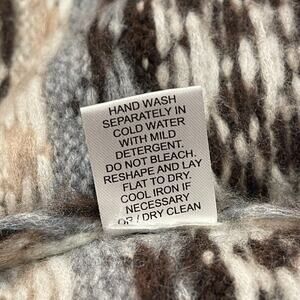 HAND WASH
SEPARATELY IN
COLD WATER
WITH MILD
DETERGENT.
DO NOT BLEACH.
RESHAPE AND LAY
FLAT TO DRY.
COOL IRON IF
NECESSARY
OR / DRY CLEAN